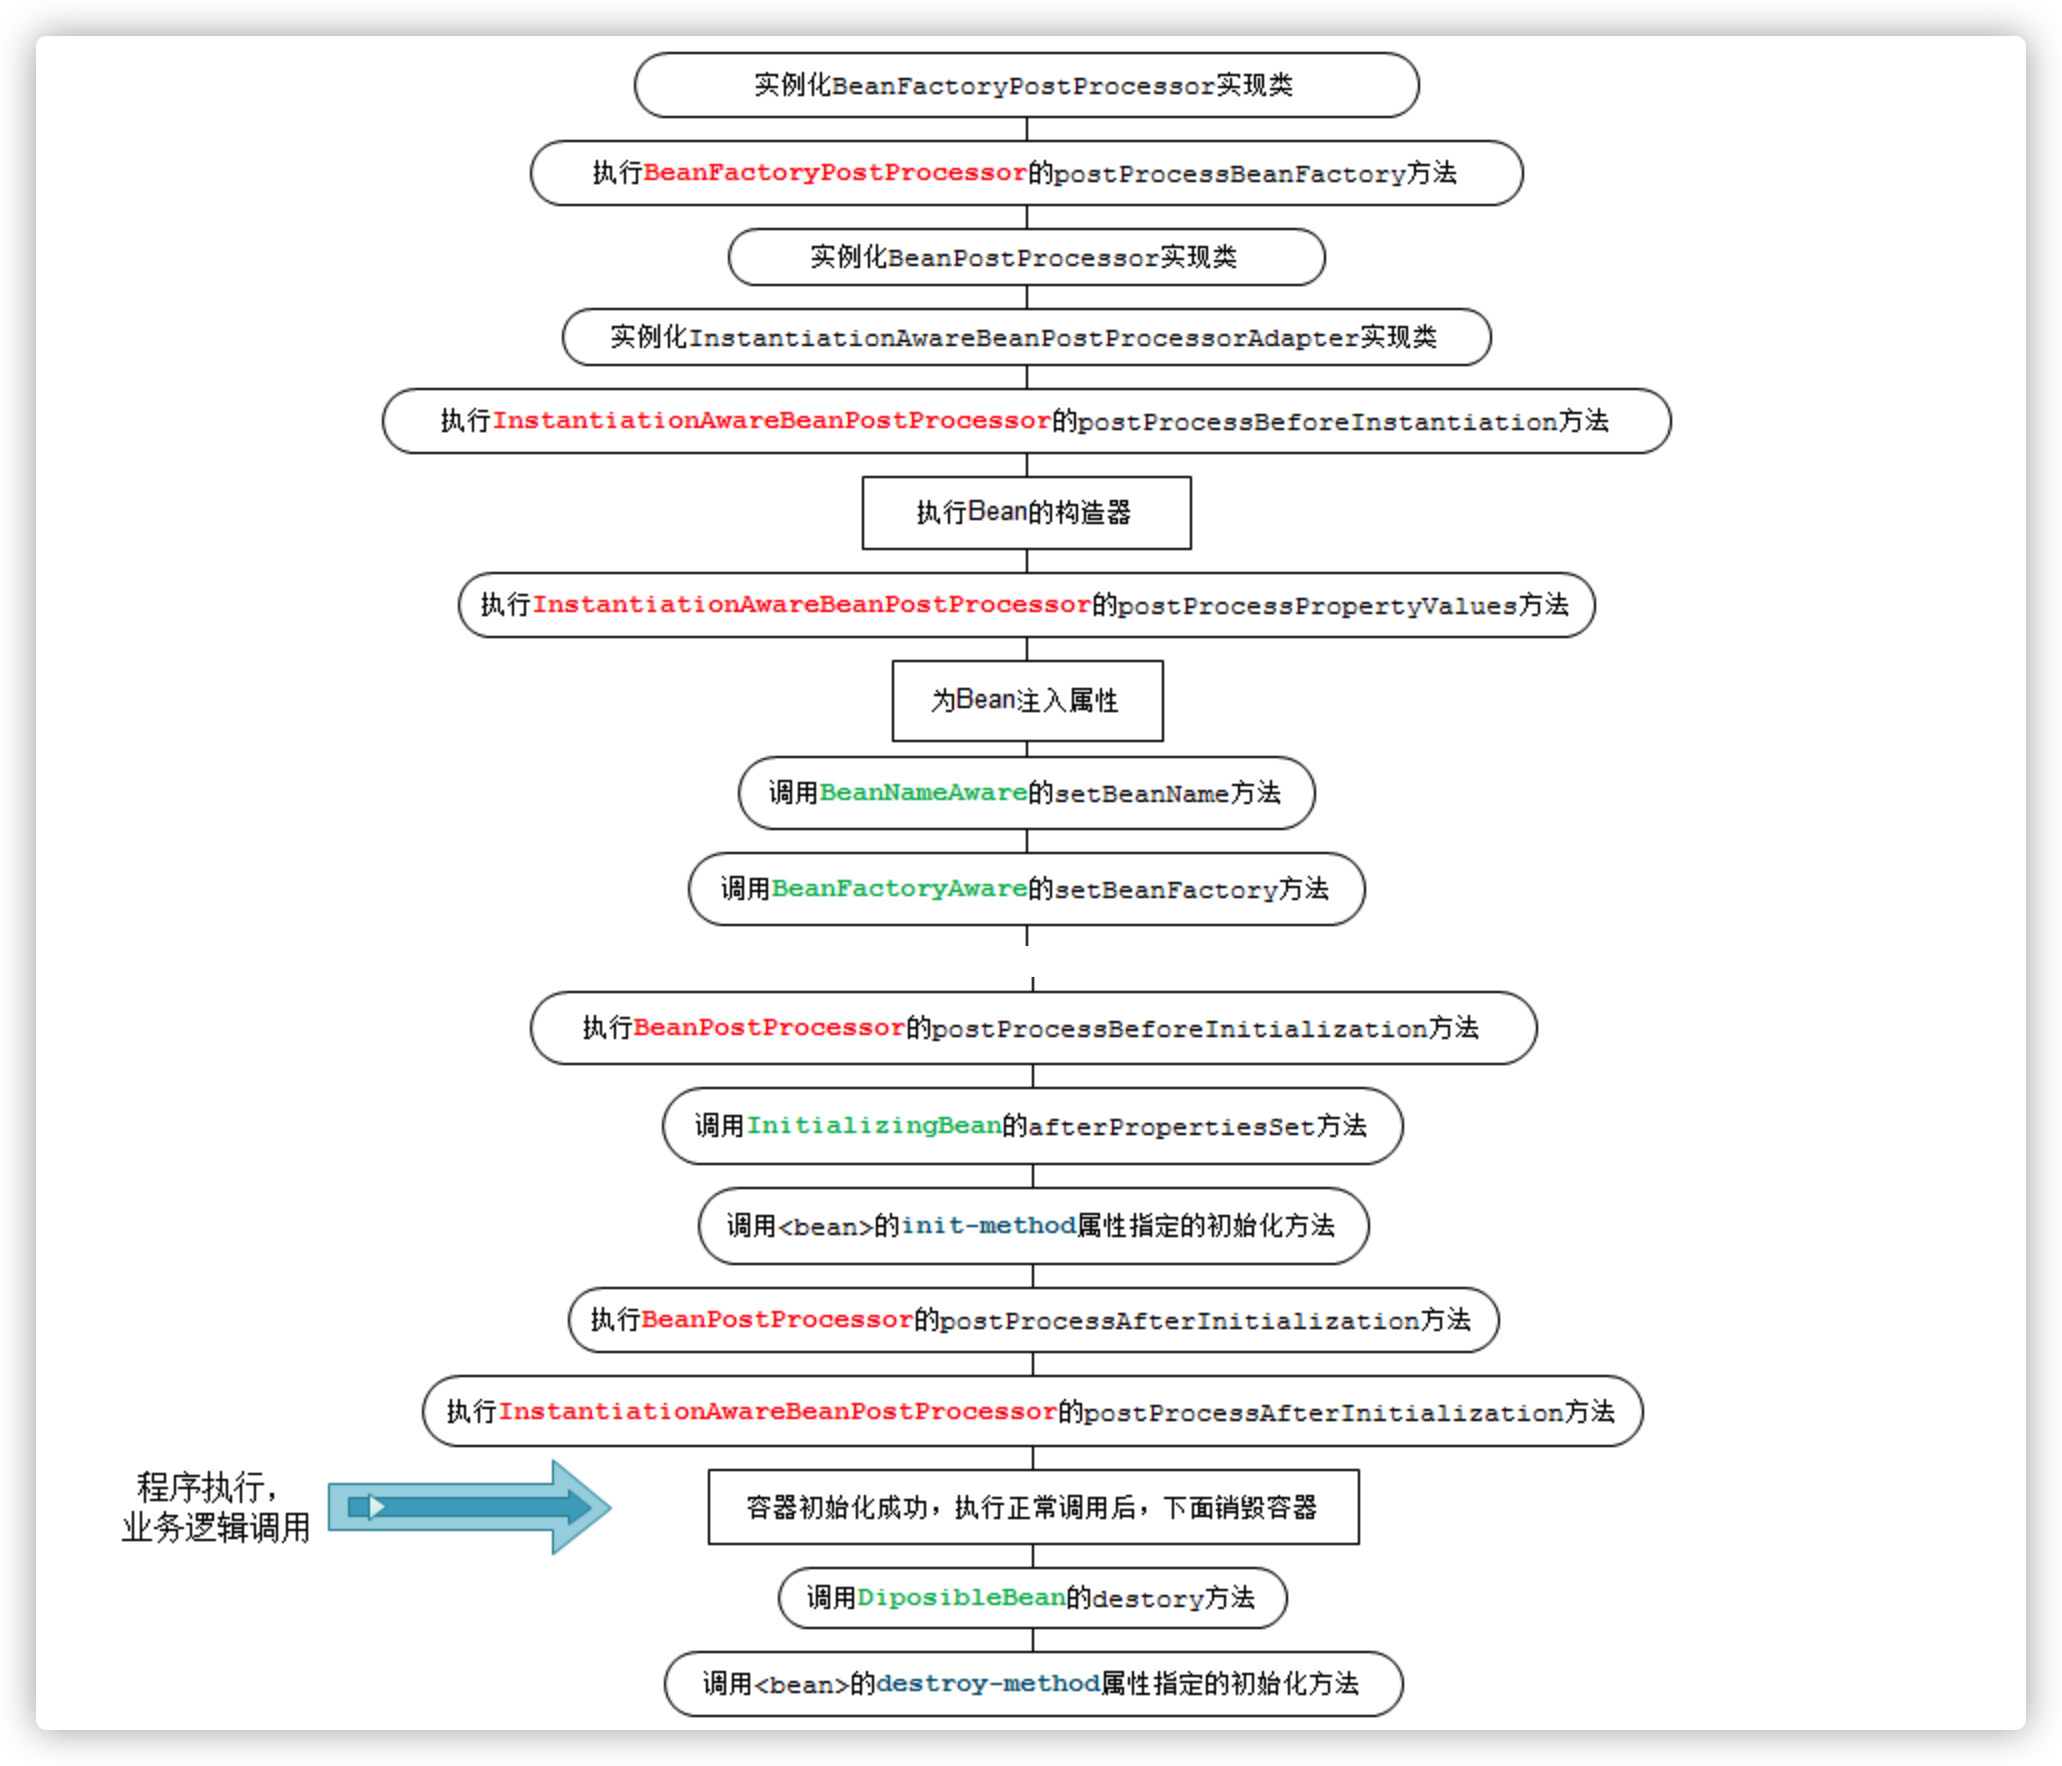 实例化BeanFactoryPostProcessor实现类
执行BeanFactoryPostProcessor的postProcessBeanFactory方法
实例化BeanPostProcessor实现类
实例化InstantiationAwareBeanPostProcessorAdapter实现类
执行InstantiationAwareBeanPostProcessor的postProcessBeforeInstantiation方法
执行Bean的构造器
执行InstantiationAwareBeanPostProcessor的postProcessPropertyValues方法
为Bean注入属性
调用BeanNameAware的setBeanName方法
调用BeanFactoryAware的setBeanFactory方法
执行BeanPostProcessor的postProcessBeforeInitialization方法
调用InitializingBean的afterPropertiesSet方法
调用<bean>的init-method属性指定的初始化方法
执行BeanPostProcessor的postProcessAfterInitialization方法
执行InstantiationAwareBeanPostProcessor的postProcessAfterInitialization方法
程序执行，
业务逻辑调用
容器初始化成功，执行正常调用后，下面销毁容器
调用DiposibleBean的destory方法
调用<bean>的destroy-method属性指定的初始化方法